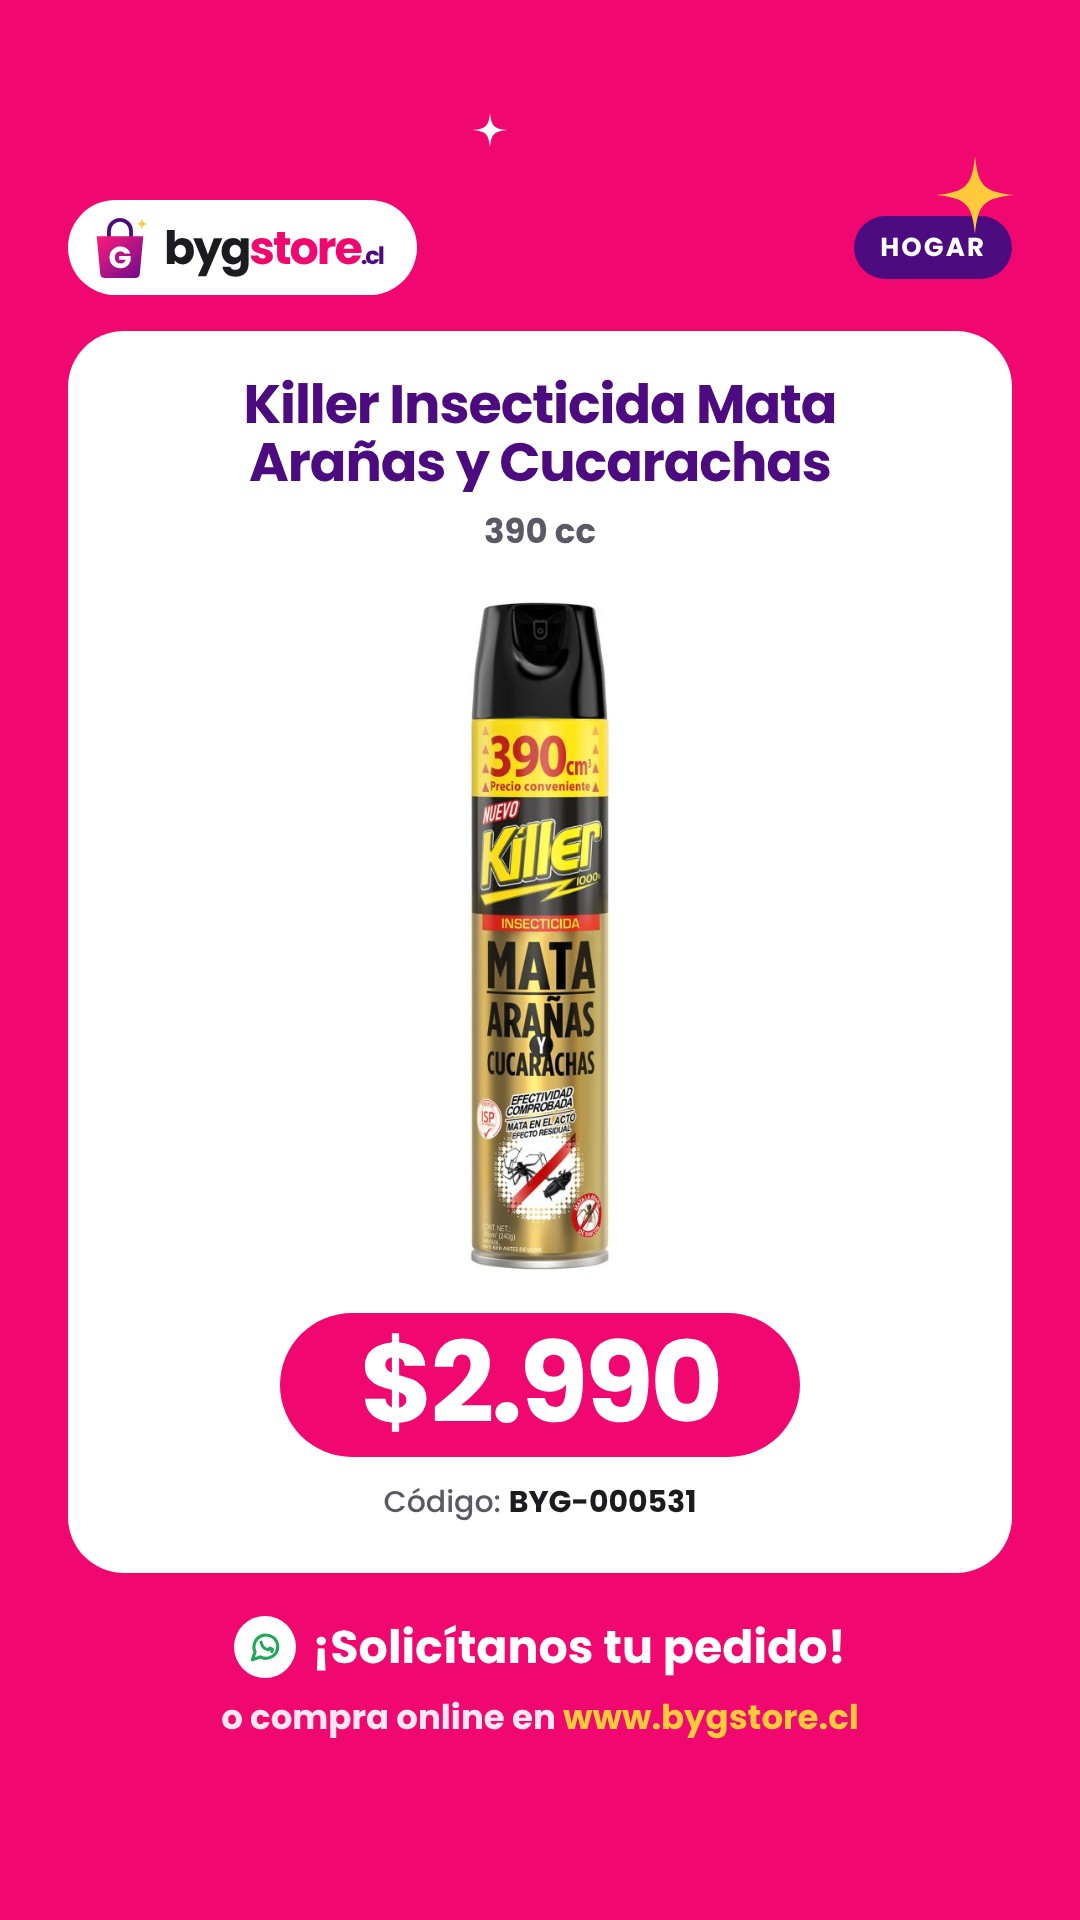 G bygstore.cl
HOGAR
Killer Insecticida Mata
Arañas y Cucarachas
390 cc
390cm³
Precio conveniente
NUEVO
Killer
1000
INSECTICIDA
MATA
ARAÑAS
Y
CUCARACHAS
EFECTIVIDAD
COMPROBADA
MATA EN EL ACTO
EFECTO RESIDUAL
ISP
$2.990
Código: BYG-000531
¡Solicítanos tu pedido!
o compra online en www.bygstore.cl